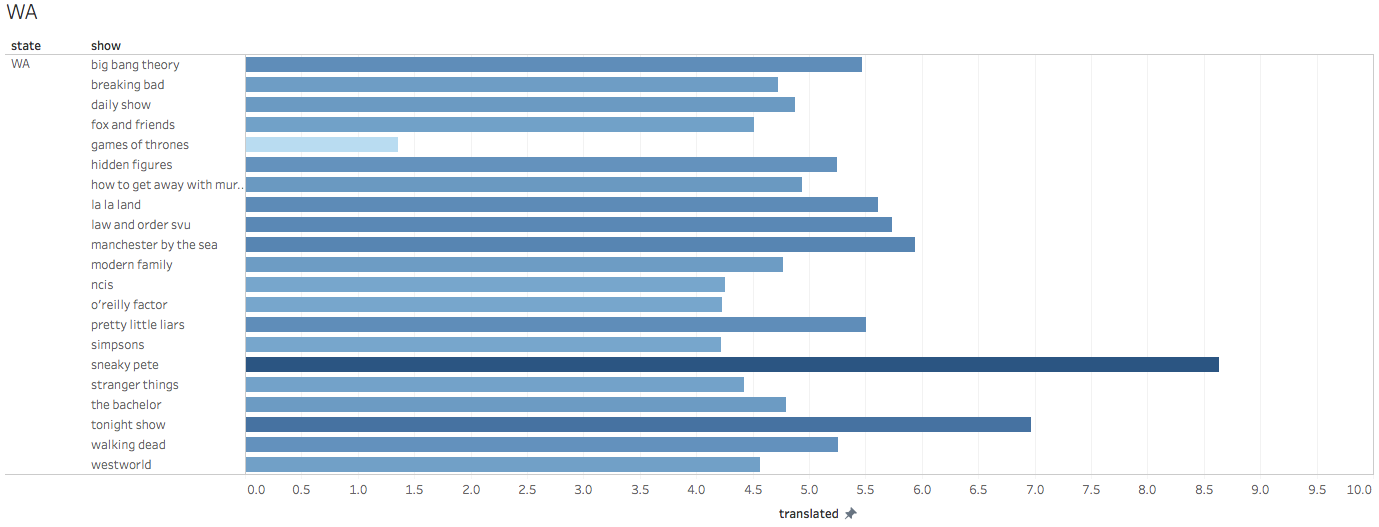 WA
state show
WA big bang theory
breaking bad
daily show
fox and friends
games of thrones
hidden figures
how to get away with mur..
la la land
law and order svu
manchester by the sea
modern family
ncis
o'reilly factor
pretty little liars
simpsons
sneaky pete
stranger things
the bachelor
tonight show
walking dead
westworld
0.0 0.5 1.0 1.5 2.0 2.5 3.0 3.5 4.0 4.5 5.0 5.5 6.0 6.5 7.0 7.5 8.0 8.5 9.0 9.5 10.0
translated